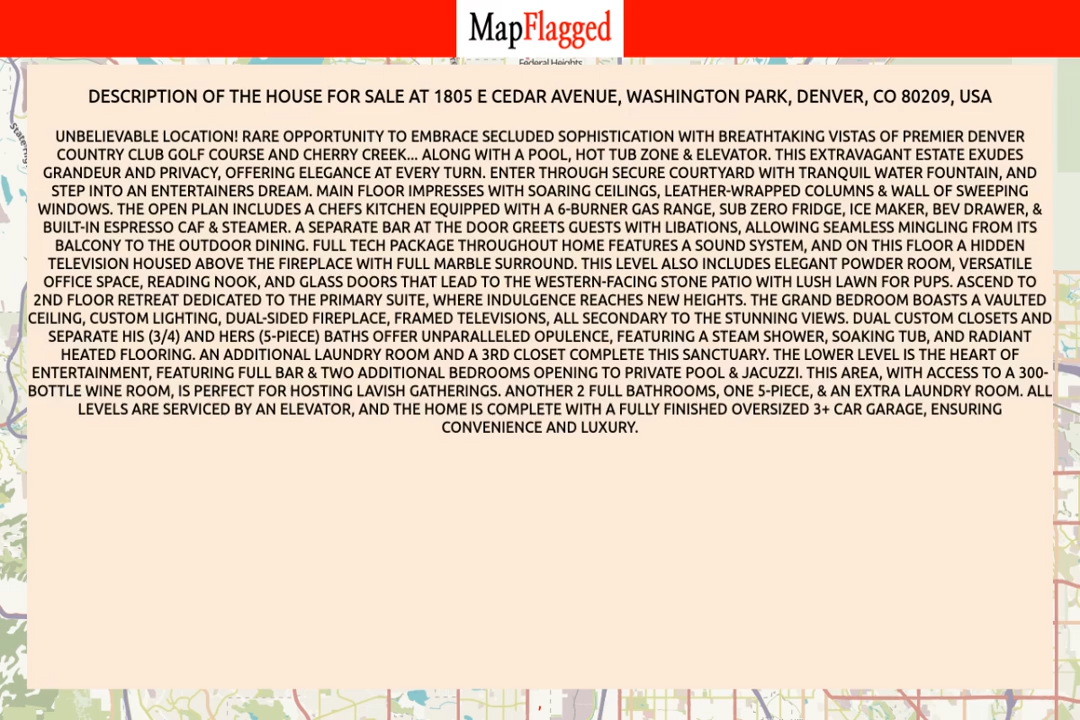 MapFlagged
Federal Heights
DESCRIPTION OF THE HOUSE FOR SALE AT 1805 E CEDAR AVENUE, WASHINGTON PARK, DENVER, CO 80209, USA
UNBELIEVABLE LOCATION! RARE OPPORTUNITY TO EMBRACE SECLUDED SOPHISTICATION WITH BREATHTAKING VISTAS OF PREMIER DENVER
COUNTRY CLUB GOLF COURSE AND CHERRY CREEK... ALONG WITH A POOL, HOT TUB ZONE & ELEVATOR. THIS EXTRAVAGANT ESTATE EXUDES
GRANDEUR AND PRIVACY, OFFERING ELEGANCE AT EVERY TURN. ENTER THROUGH SECURE COURTYARD WITH TRANQUIL WATER FOUNTAIN, AND
STEP INTO AN ENTERTAINERS DREAM. MAIN FLOOR IMPRESSES WITH SOARING CEILINGS, LEATHER-WRAPPED COLUMNS & WALL OF SWEEPING
WINDOWS. THE OPEN PLAN INCLUDES A CHEFS KITCHEN EQUIPPED WITH A 6-BURNER GAS RANGE, SUB ZERO FRIDGE, ICE MAKER, BEV DRAWER, &
BUILT-IN ESPRESSO CAF & STEAMER. A SEPARATE BAR AT THE DOOR GREETS GUESTS WITH LIBATIONS, ALLOWING SEAMLESS MINGLING FROM ITS
BALCONY TO THE OUTDOOR DINING. FULL TECH PACKAGE THROUGHOUT HOME FEATURES A SOUND SYSTEM, AND ON THIS FLOOR A HIDDEN
TELEVISION HOUSED ABOVE THE FIREPLACE WITH FULL MARBLE SURROUND. THIS LEVEL ALSO INCLUDES ELEGANT POWDER ROOM, VERSATILE
OFFICE SPACE, READING NOOK, AND GLASS DOORS THAT LEAD TO THE WESTERN-FACING STONE PATIO WITH LUSH LAWN FOR PUPS. ASCEND TO
2ND FLOOR RETREAT DEDICATED TO THE PRIMARY SUITE, WHERE INDULGENCE REACHES NEW HEIGHTS. THE GRAND BEDROOM BOASTS A VAULTED
CEILING, CUSTOM LIGHTING, DUAL-SIDED FIREPLACE, FRAMED TELEVISIONS, ALL SECONDARY TO THE STUNNING VIEWS. DUAL CUSTOM CLOSETS AND
SEPARATE HIS (3/4) AND HERS (5-PIECE) BATHS OFFER UNPARALLELED OPULENCE, FEATURING A STEAM SHOWER, SOAKING TUB, AND RADIANT
HEATED FLOORING. AN ADDITIONAL LAUNDRY ROOM AND A 3RD CLOSET COMPLETE THIS SANCTUARY. THE LOWER LEVEL IS THE HEART OF
ENTERTAINMENT, FEATURING FULL BAR & TWO ADDITIONAL BEDROOMS OPENING TO PRIVATE POOL & JACUZZI. THIS AREA, WITH ACCESS TO A 300-
BOTTLE WINE ROOM, IS PERFECT FOR HOSTING LAVISH GATHERINGS. ANOTHER 2 FULL BATHROOMS, ONE 5-PIECE, & AN EXTRA LAUNDRY ROOM. ALL
LEVELS ARE SERVICED BY AN ELEVATOR, AND THE HOME IS COMPLETE WITH A FULLY FINISHED OVERSIZED 3+ CAR GARAGE, ENSURING
CONVENIENCE AND LUXURY.
,